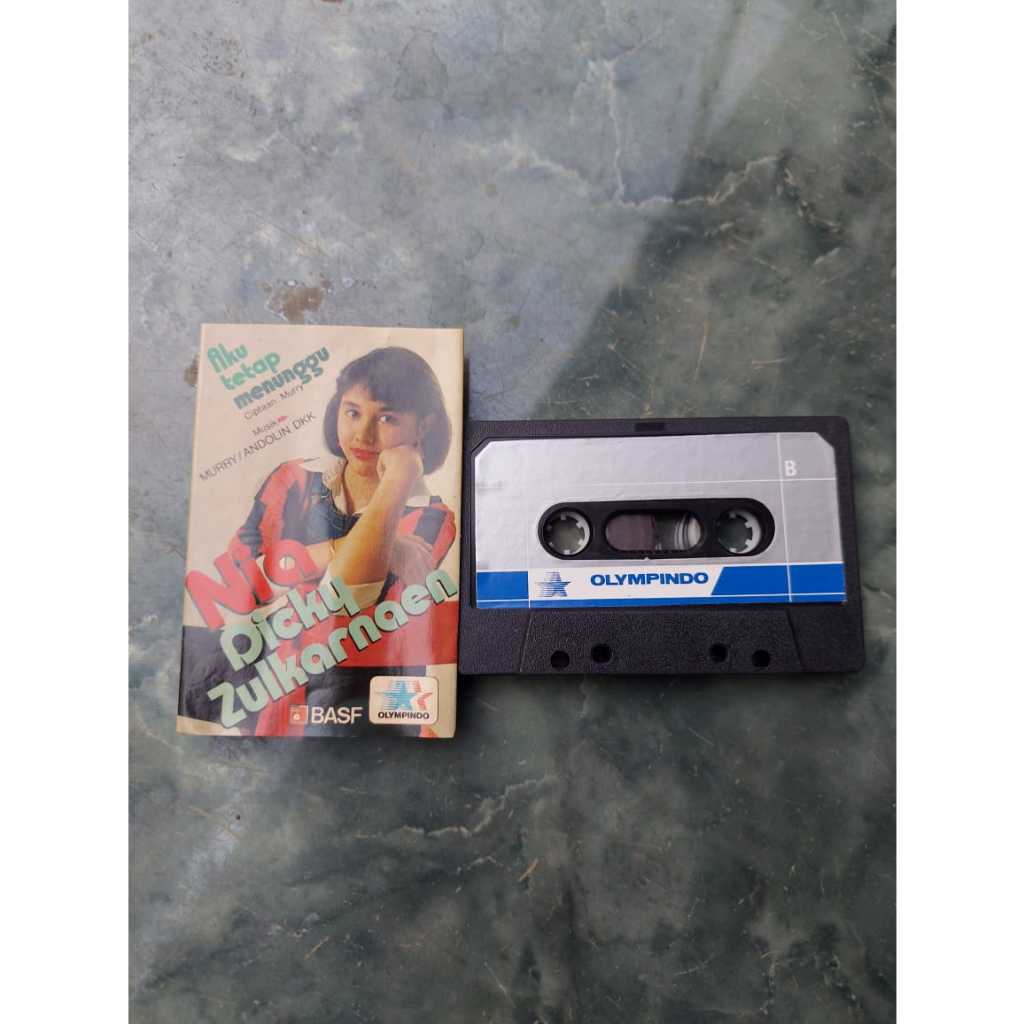 Aku
tetap
menunggu
Ciptaan : Murry
Musik
MURRY / ANDOLIN DKK
Nia
Dicky
Zulkarnaen
BASF
OLYMPINDO
B
OLYMPINDO